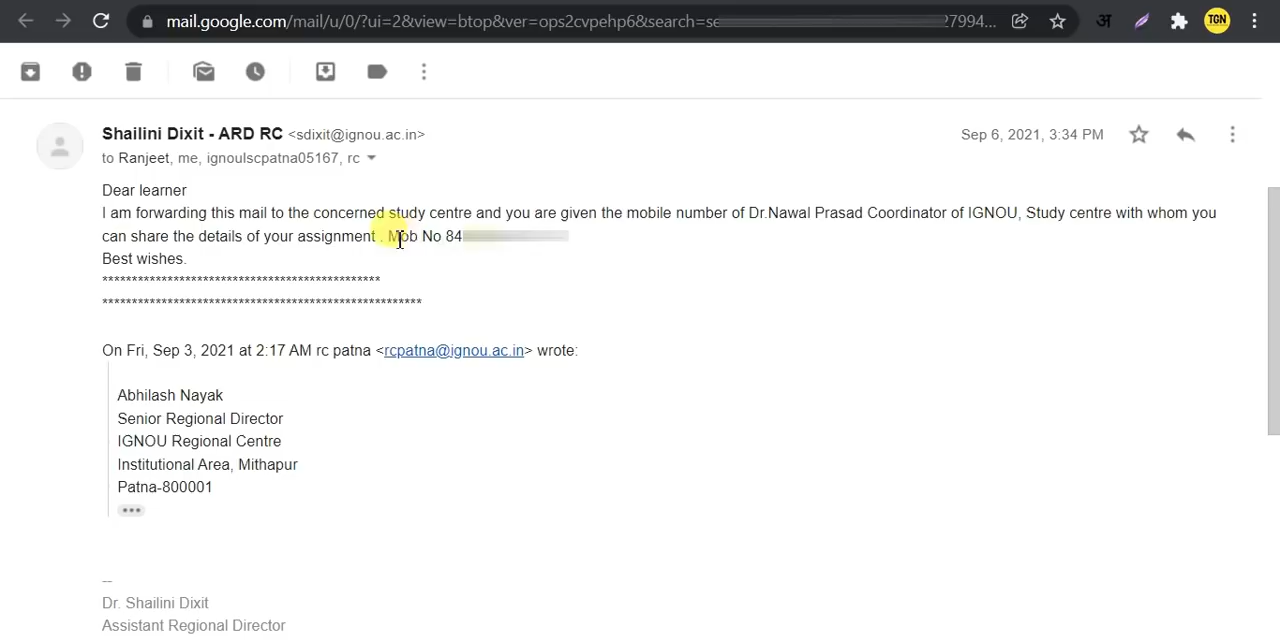 mail.google.com/mail/u/0/?ui=2&view=btop&ver=ops2cvpehp6&search=se 27994...
अ
TGN
Shailini Dixit - ARD RC <sdixit@ignou.ac.in>
Sep 6, 2021, 3:34 PM
to Ranjeet, me, ignoulscpatna05167, rc
Dear learner
I am forwarding this mail to the concerned study centre and you are given the mobile number of Dr.Nawal Prasad Coordinator of IGNOU, Study centre with whom you
can share the details of your assignment . Mob No 84
Best wishes.
***********************************************
******************************************************
On Fri, Sep 3, 2021 at 2:17 AM rc patna <rcpatna@ignou.ac.in> wrote:
Abhilash Nayak
Senior Regional Director
IGNOU Regional Centre
Institutional Area, Mithapur
Patna-800001
--
Dr. Shailini Dixit
Assistant Regional Director